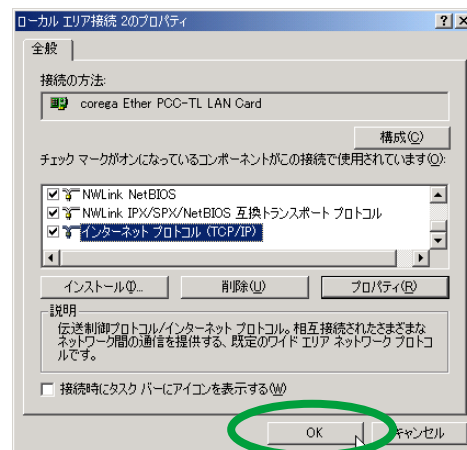 ローカル エリア接続 2のプロパティ
全般
接続の方法:
corega Ether PCC-TL LAN Card
構成(C)
チェック マークがオンになっているコンポーネントがこの接続で使用されています(O):
NWLink NetBIOS
NWLink IPX/SPX/NetBIOS 互換トランスポート プロトコル
インターネット プロトコル (TCP/IP)
インストール(I)...
削除(U)
プロパティ(R)
説明
伝送制御プロトコル/インターネット プロトコル。相互接続されたさまざまな
ネットワーク間の通信を提供する、既定のワイド エリア ネットワーク プロトコ
ルです。
接続時にタスク バーにアイコンを表示する(W)
OK
キャンセル